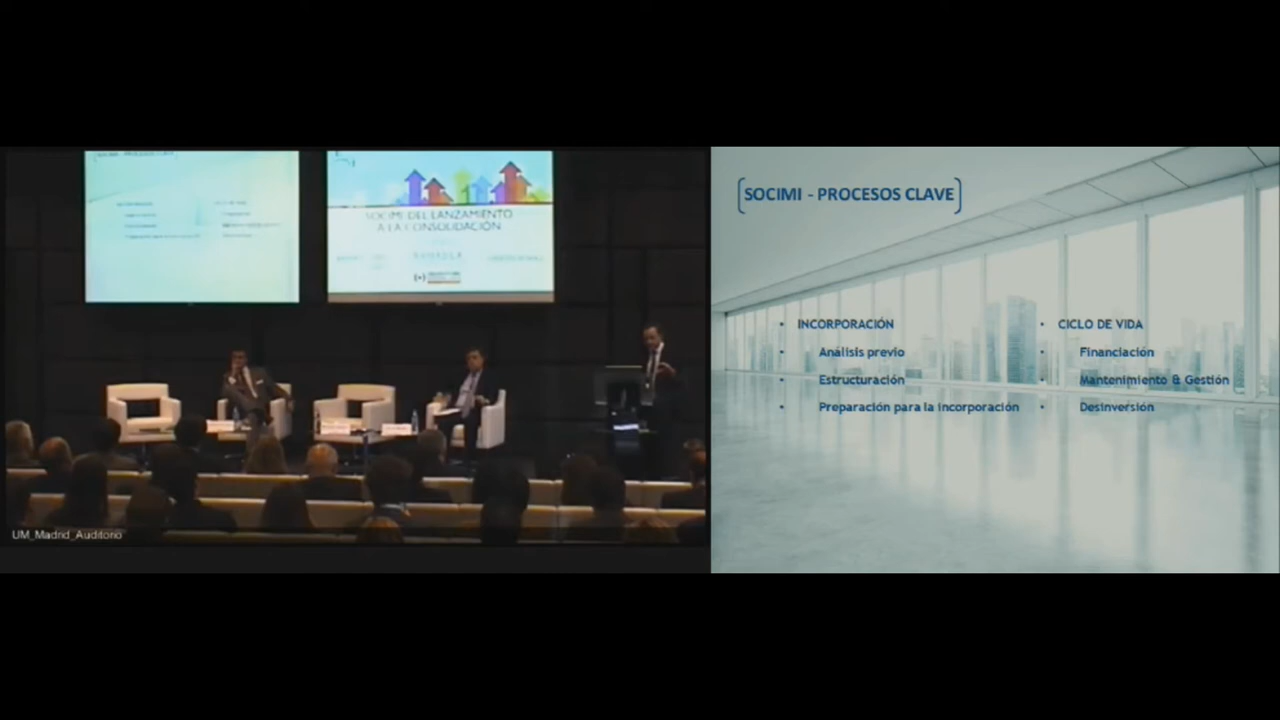 SOCIMI DEL LANZAMIENTO
A LA CONSOLIDACIÓN
UM_Madrid_Auditorio
SOCIMI - PROCESOS CLAVE
• INCORPORACIÓN
• Análisis previo
• Estructuración
• Preparación para la incorporación
• CICLO DE VIDA
• Financiación
• Mantenimiento & Gestión
• Desinversión